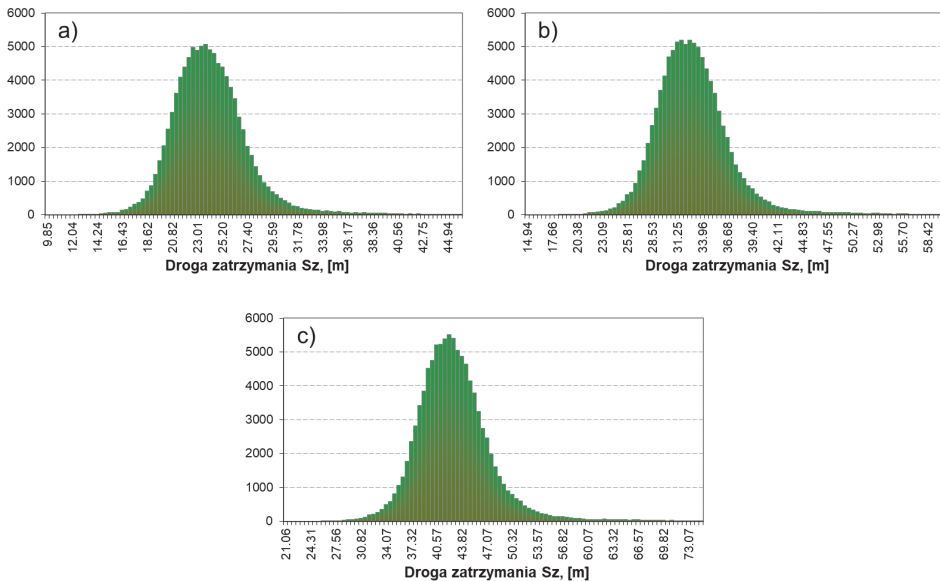 a)
6000
5000
4000
3000
2000
1000
0
9.85 12.04 14.24 16.43 18.62 20.82 23.01 25.20 27.40 29.59 31.78 33.98 36.17 38.36 40.56 42.75 44.94
Droga zatrzymania Sz, [m]
b)
6000
5000
4000
3000
2000
1000
0
14.94 17.66 20.38 23.09 25.81 28.53 31.25 33.96 36.68 39.40 42.11 44.83 47.55 50.27 52.98 55.70 58.42
Droga zatrzymania Sz, [m]
c)
6000
5000
4000
3000
2000
1000
0
21.06 24.31 27.56 30.82 34.07 37.32 40.57 43.82 47.07 50.32 53.57 56.82 60.07 63.32 66.57 69.82 73.07
Droga zatrzymania Sz, [m]